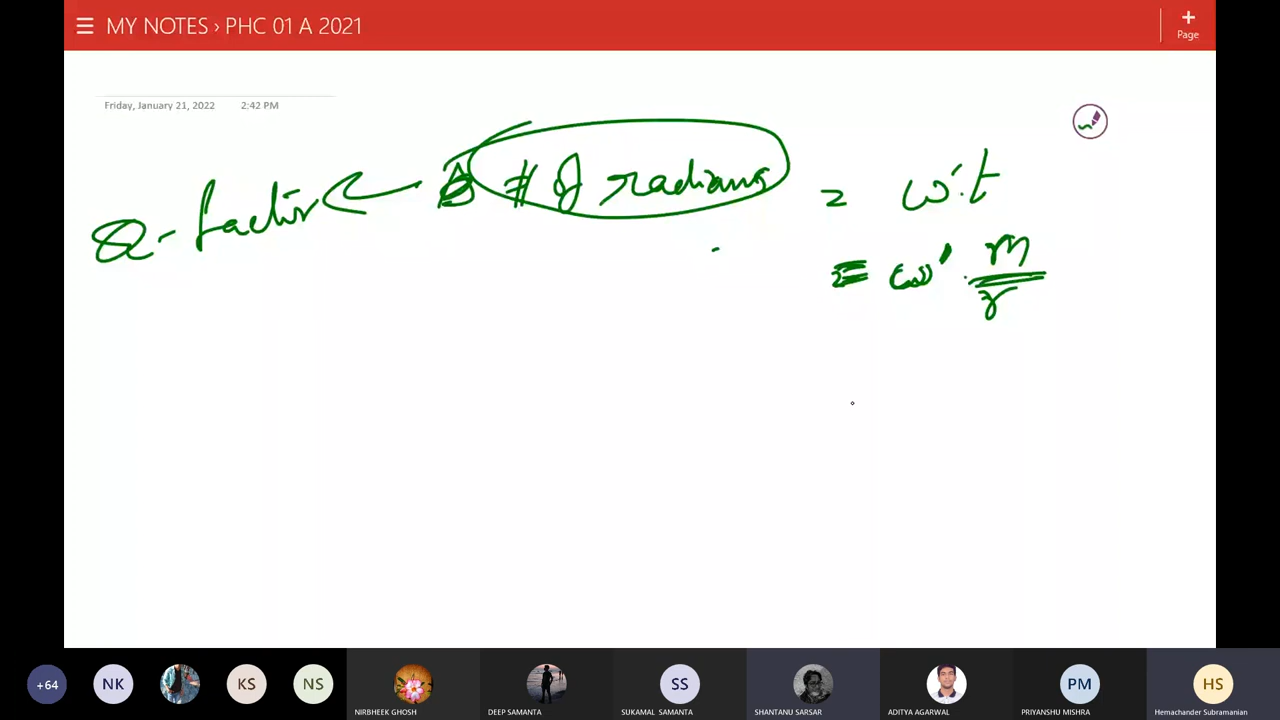 MY NOTES › PHC 01 A 2021
+
Page
Friday, January 21, 2022 2:42 PM
Q-factor ← # of radians = ω'.t
= ω' . m/r
+64
NK
KS
NS
NIRBHEEK GHOSH
DEEP SAMANTA
SS
SUKAMAL SAMANTA
SHANTANU SARSAR
ADITYA AGARWAL
PM
PRIYANSHU MISHRA
HS
Hemachander Subramanian